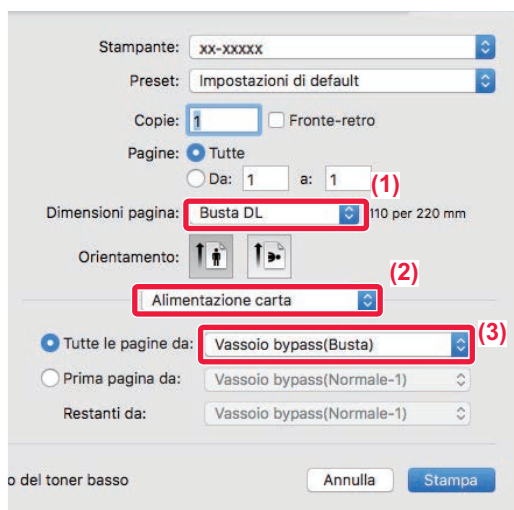 Stampante: xx-xxxxx
Preset: Impostazioni di default
Copie: 1 Fronte-retro
Pagine: Tutte
Da: 1 a: 1
(1)
Dimensioni pagina: Busta DL 110 per 220 mm
Orientamento:
(2)
Alimentazione carta
(3)
Tutte le pagine da: Vassoio bypass(Busta)
Prima pagina da: Vassoio bypass(Normale-1)
Restanti da: Vassoio bypass(Normale-1)
o del toner basso Annulla Stampa